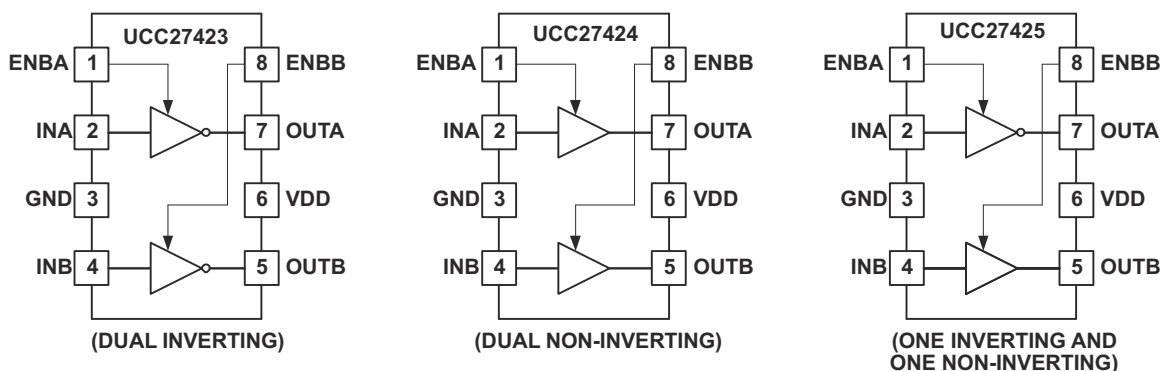 UCC27423
ENBA 1 8 ENBB
INA 2 7 OUTA
GND 3 6 VDD
INB 4 5 OUTB
(DUAL INVERTING)
UCC27424
ENBA 1 8 ENBB
INA 2 7 OUTA
GND 3 6 VDD
INB 4 5 OUTB
(DUAL NON-INVERTING)
UCC27425
ENBA 1 8 ENBB
INA 2 7 OUTA
GND 3 6 VDD
INB 4 5 OUTB
(ONE INVERTING AND
ONE NON-INVERTING)